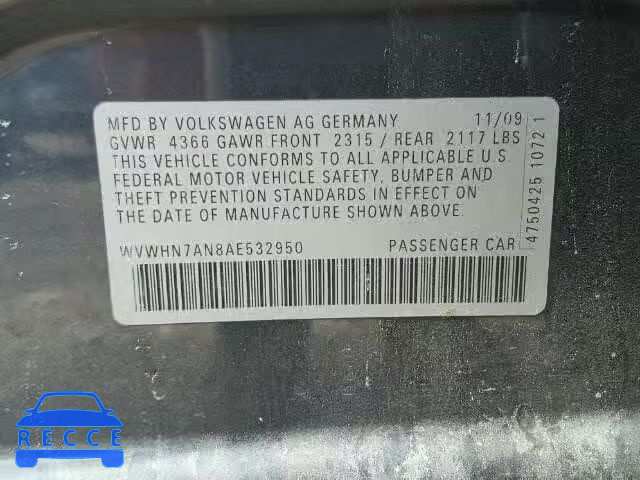 MFD BY VOLKSWAGEN AG GERMANY 11/09
GVWR 4366 GAWR FRONT 2315 / REAR 2117 LBS
THIS VEHICLE CONFORMS TO ALL APPLICABLE U.S.
FEDERAL MOTOR VEHICLE SAFETY, BUMPER AND
THEFT PREVENTION STANDARDS IN EFFECT ON
THE DATE OF MANUFACTURE SHOWN ABOVE.
WVWHN7AN8AE532950 PASSENGER CAR
4750425 1072 1
RECCE